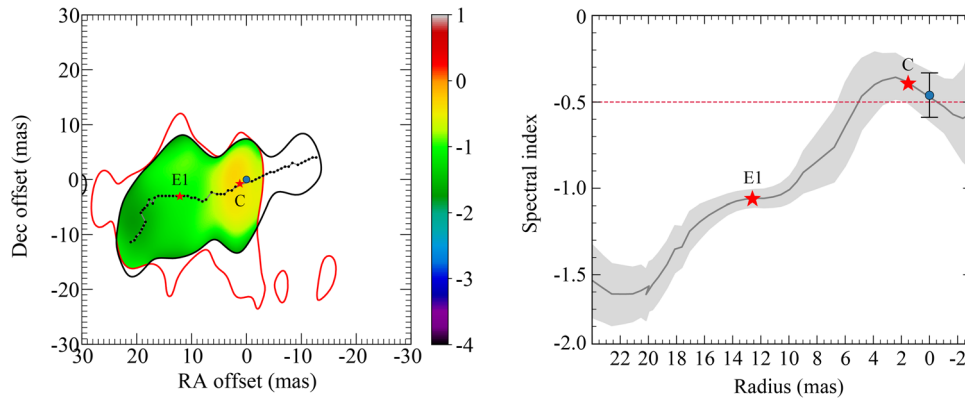 30
20
10
0
-10
-20
-30
Dec offset (mas)
E1
C
30
20
10
0
-10
-20
-30
RA offset (mas)
1
0
-1
-2
-3
-4
0
-0.5
-1.0
-1.5
-2.0
Spectral index
C
E1
22 20 18 16 14 12 10 8 6 4 2 0 -2
Radius (mas)